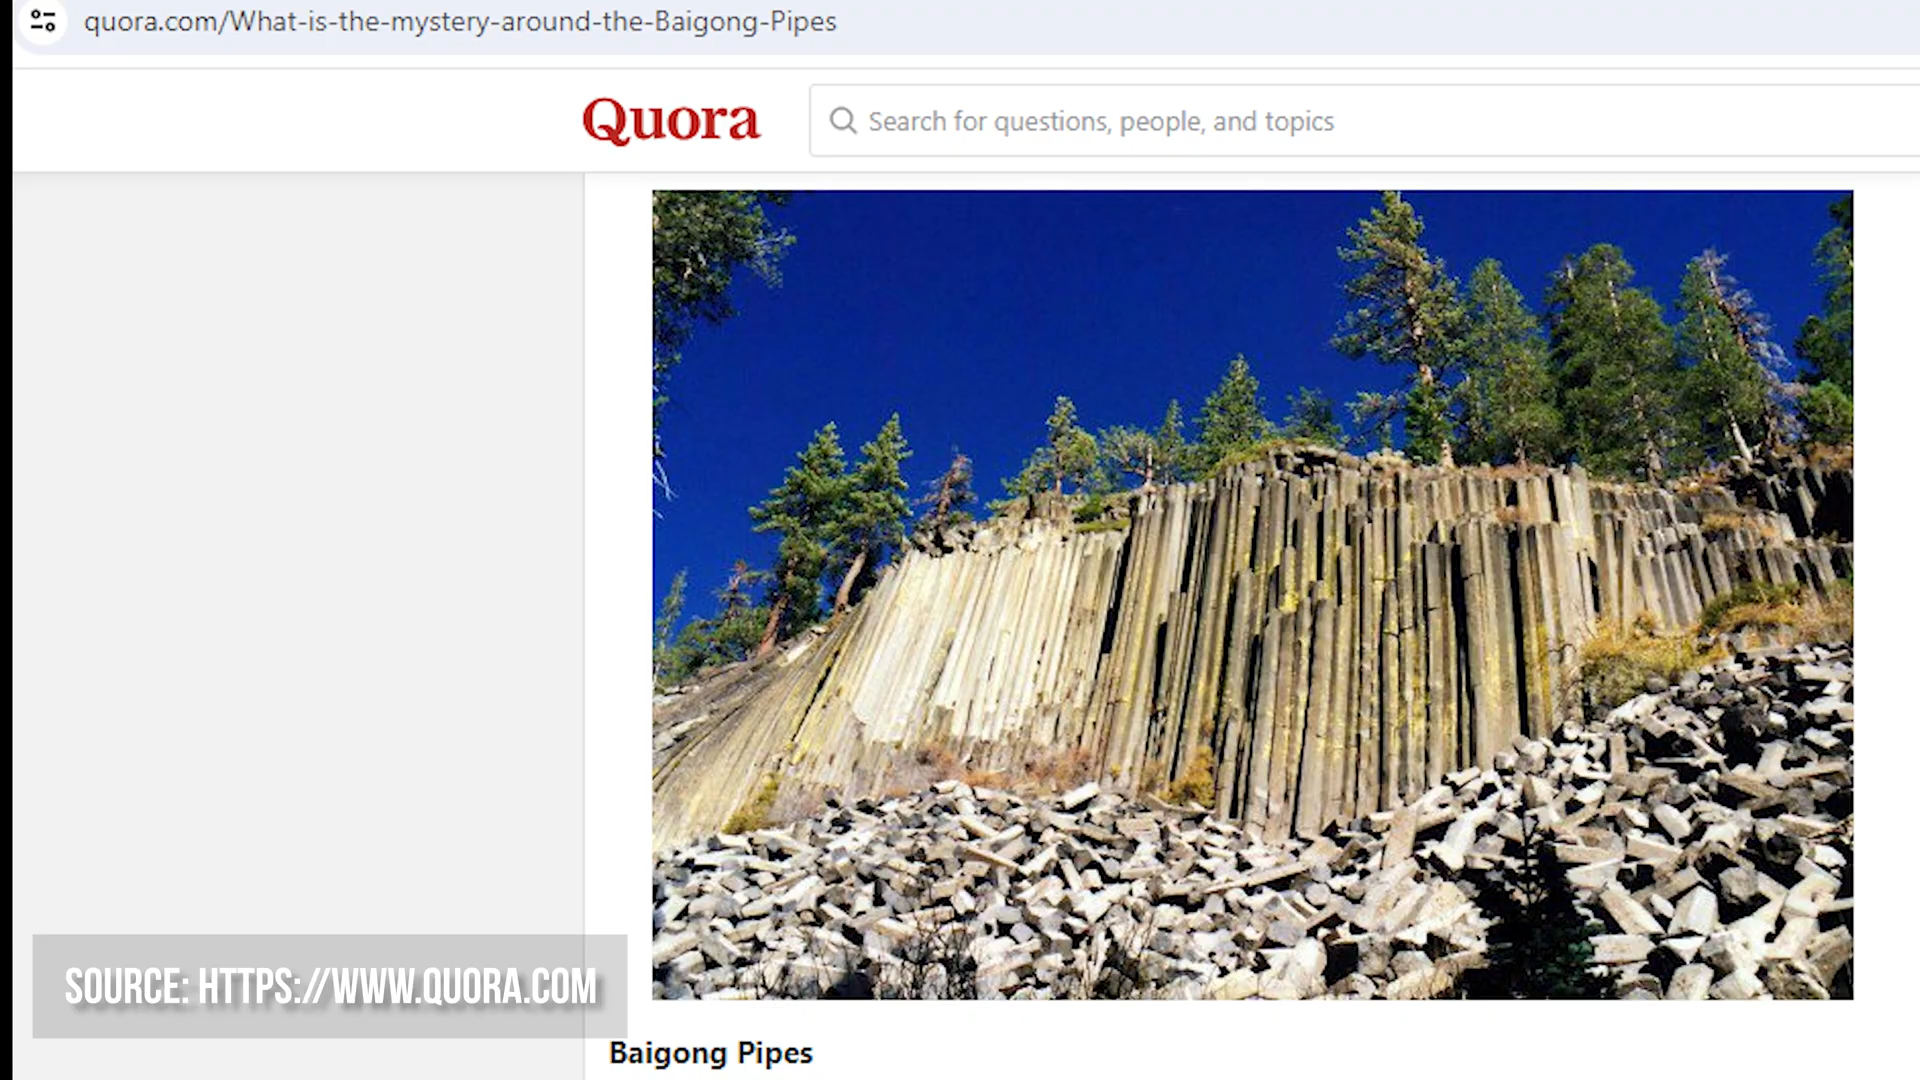 quora.com/What-is-the-mystery-around-the-Baigong-Pipes
Quora
Search for questions, people, and topics
SOURCE: HTTPS://WWW.QUORA.COM
Baigong Pipes